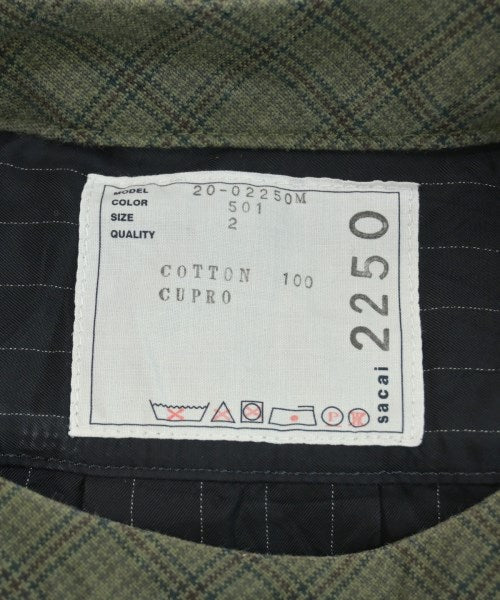 MODEL 20-02250M
COLOR 501
SIZE 2
QUALITY
COTTON 100
CUPRO
sacai 2250
P